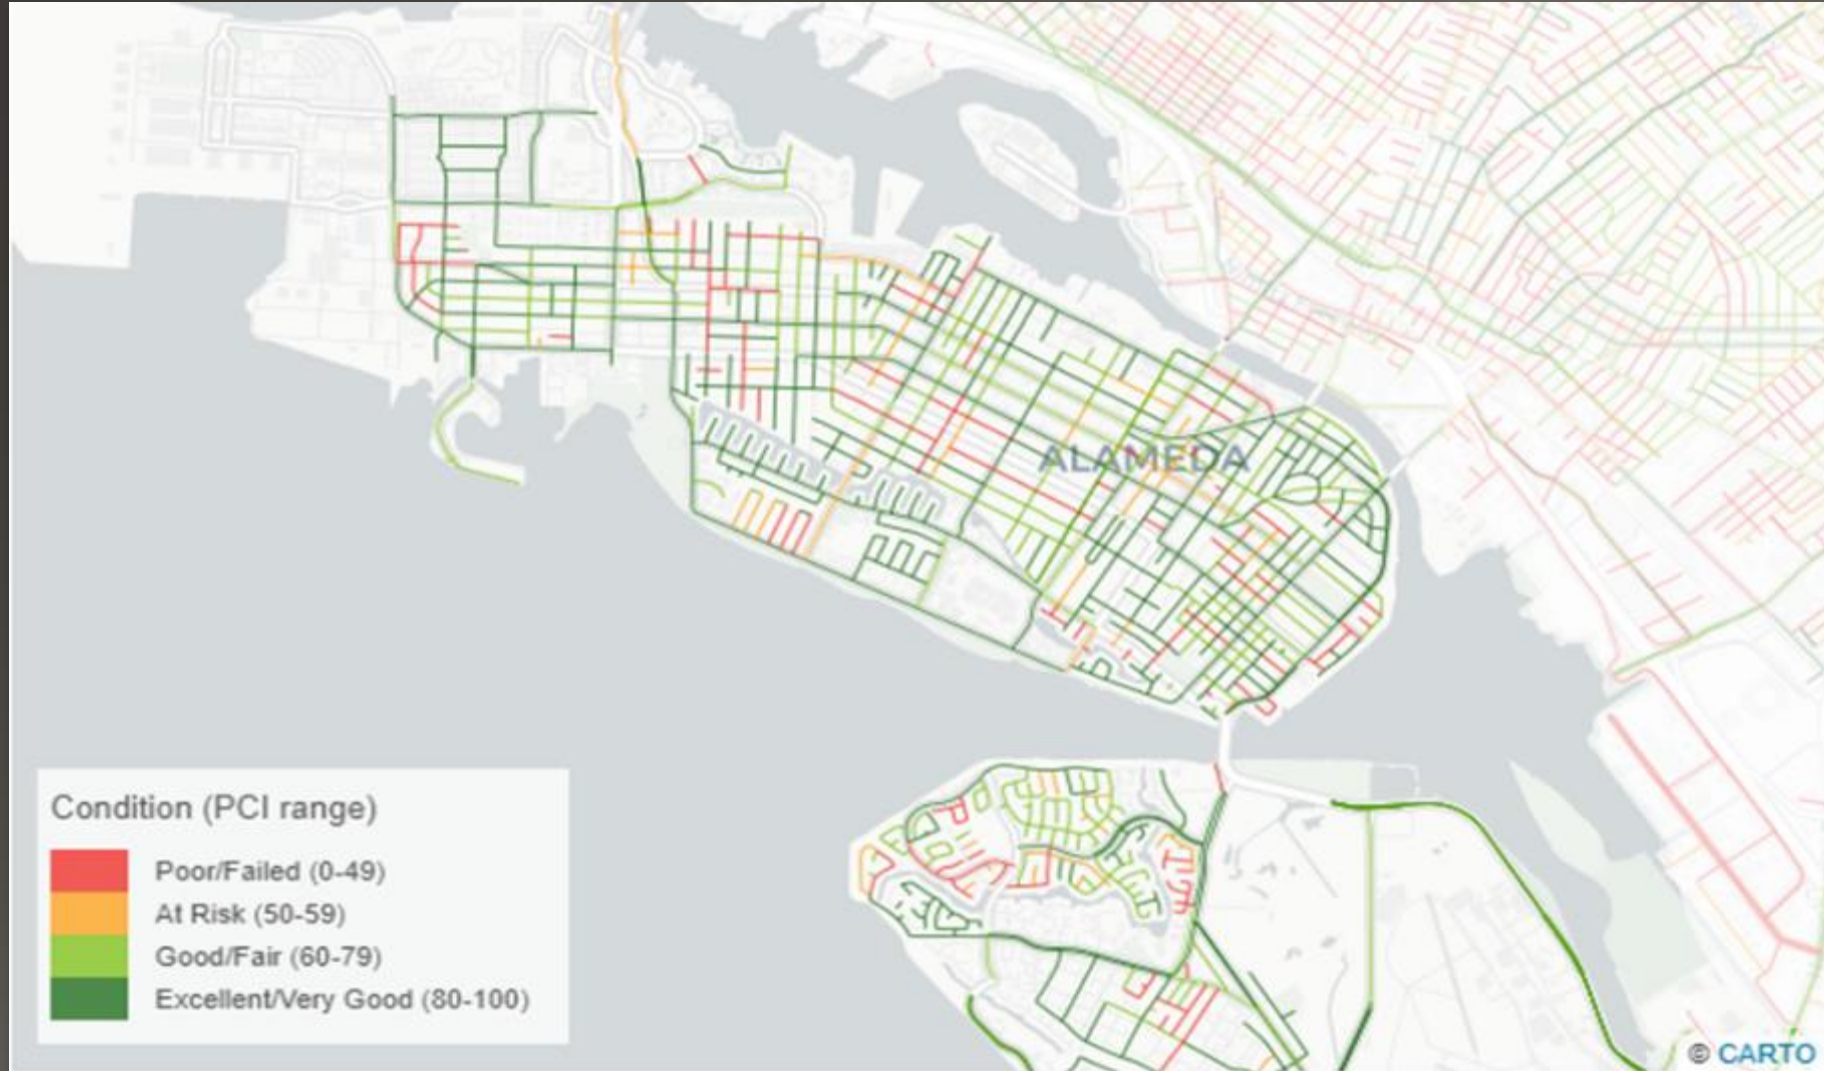 ALAMEDA
Condition (PCI range)
Poor/Failed (0-49)
At Risk (50-59)
Good/Fair (60-79)
Excellent/Very Good (80-100)
© CARTO